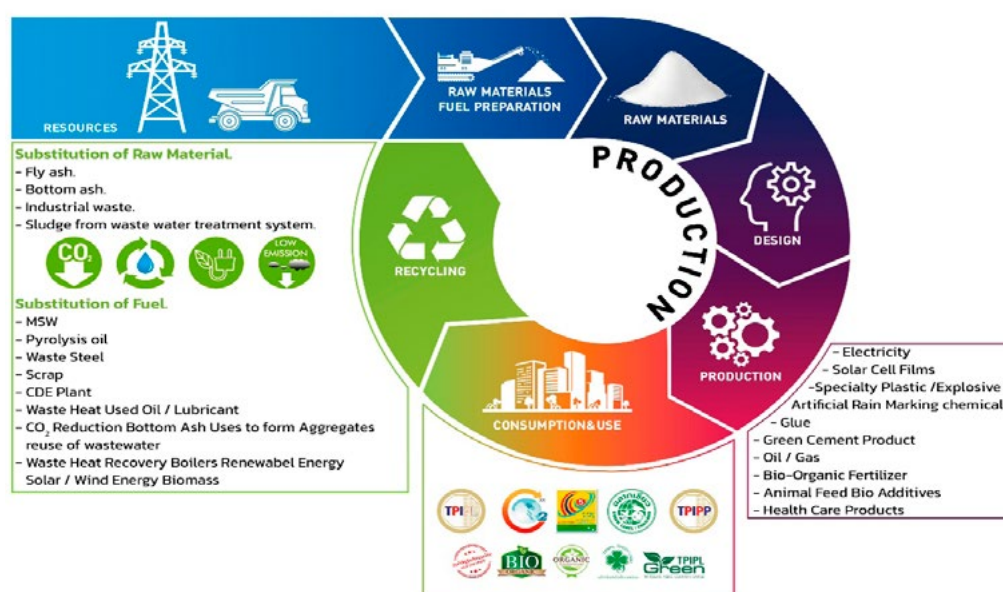 RESOURCES
RAW MATERIALS
FUEL PREPARATION
RAW MATERIALS
DESIGN
PRODUCTION
CONSUMPTION&USE
RECYCLING
PRODUCTION
Substitution of Raw Material.
- Fly ash.
- Bottom ash.
- Industrial waste.
- Sludge from waste water treatment system.
CO2
LOW
EMISSION
Substitution of Fuel.
- MSW
- Pyrolysis oil
- Waste Steel
- Scrap
- CDE Plant
- Waste Heat Used Oil / Lubricant
- CO2 Reduction Bottom Ash Uses to form Aggregates
reuse of wastewater
- Waste Heat Recovery Boilers Renewabel Energy
Solar / Wind Energy Biomass
- Electricity
- Solar Cell Films
-Specialty Plastic /Explosive
Artificial Rain Marking chemical
- Glue
- Green Cement Product
- Oil / Gas
- Bio-Organic Fertilizer
- Animal Feed Bio Additives
- Health Care Products
TPIPL
TPIPP
BIO
ORGANIC
ORGANIC
TPIPL
Green